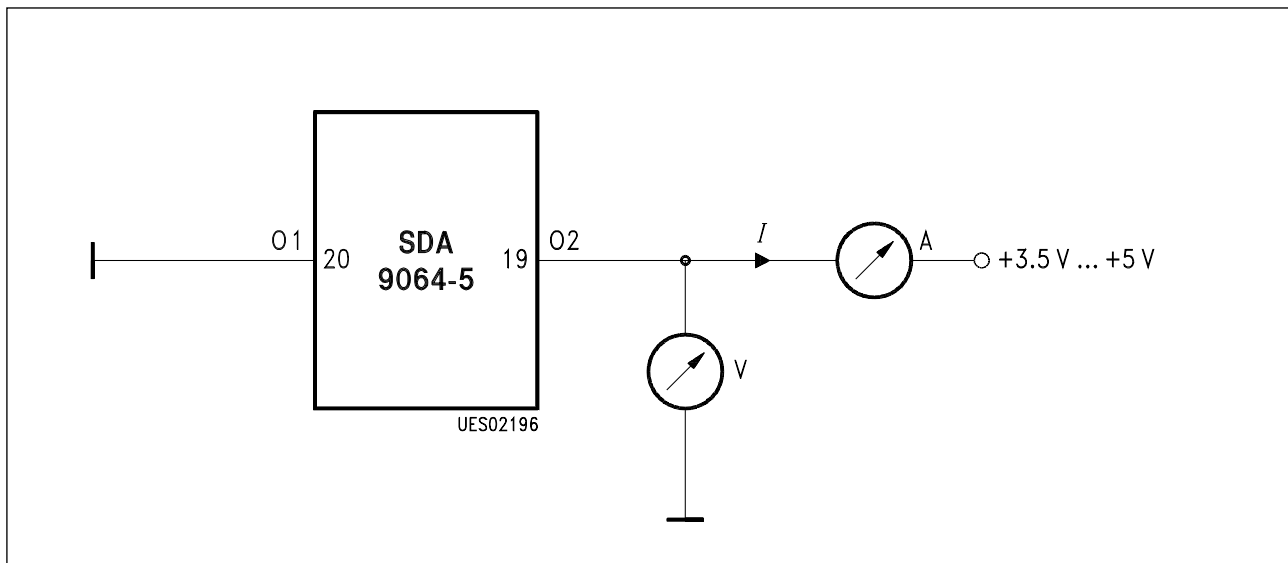 I
A
O1
20
SDA
9064-5
19
O2
+3.5 V ... +5 V
V
UES02196